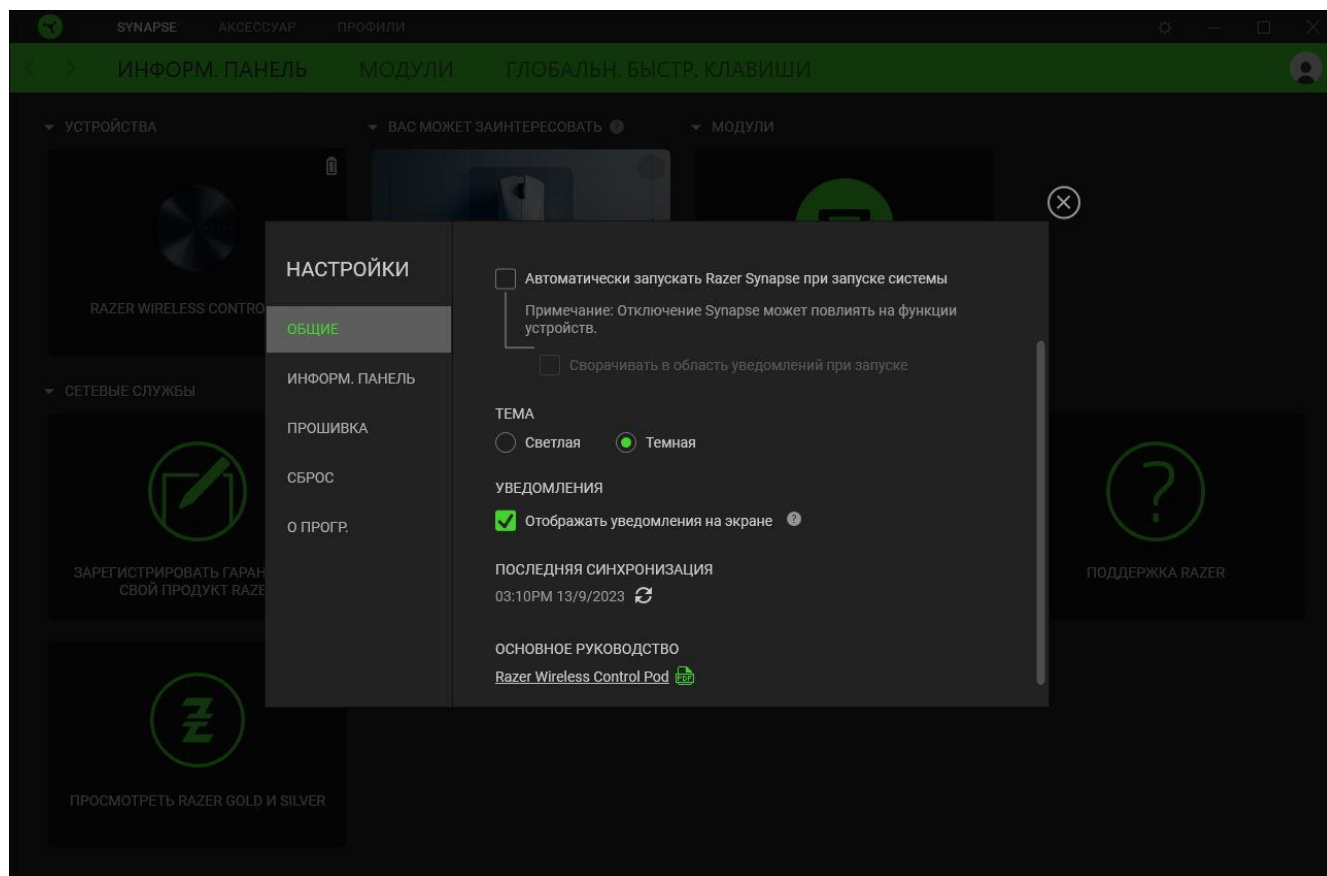 SYNAPSE АКСЕССУАР ПРОФИЛИ
ИНФОРМ. ПАНЕЛЬ МОДУЛИ ГЛОБАЛЬН. БЫСТР. КЛАВИШИ
УСТРОЙСТВА
ВАС МОЖЕТ ЗАИНТЕРЕСОВАТЬ ?
МОДУЛИ
RAZER WIRELESS CONTRO
СЕТЕВЫЕ СЛУЖБЫ
ЗАРЕГИСТРИРОВАТЬ ГАРАН
СВОЙ ПРОДУКТ RAZE
ПРОСМОТРЕТЬ RAZER GOLD И SILVER
НАСТРОЙКИ
ОБЩИЕ
ИНФОРМ. ПАНЕЛЬ
ПРОШИВКА
СБРОС
О ПРОГР.
Автоматически запускать Razer Synapse при запуске системы
Примечание: Отключение Synapse может повлиять на функции
устройств.
Сворачивать в область уведомлений при запуске
ТЕМА
Светлая Темная
УВЕДОМЛЕНИЯ
Отображать уведомления на экране ?
ПОСЛЕДНЯЯ СИНХРОНИЗАЦИЯ
03:10PM 13/9/2023
ОСНОВНОЕ РУКОВОДСТВО
Razer Wireless Control Pod PDF
?
ПОДДЕРЖКА RAZER